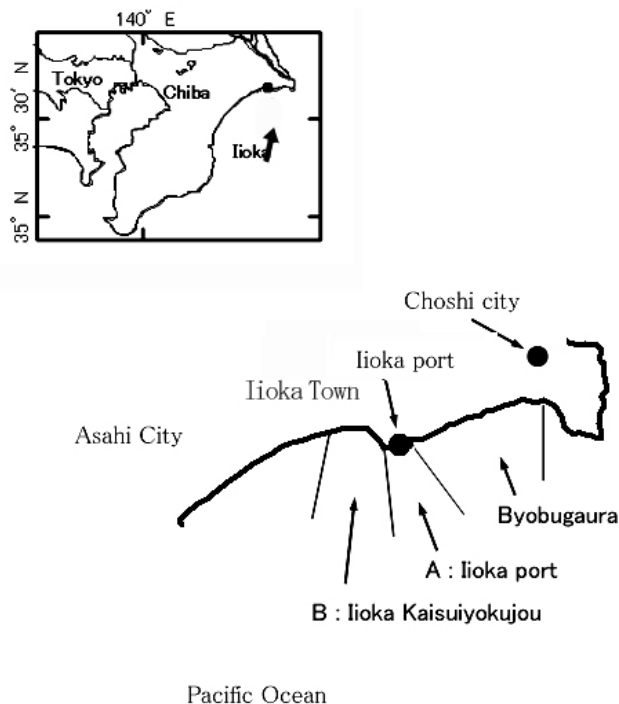 140° E
Tokyo
Chiba
35° 30' N
Iioka
35° N
Choshi city
Iioka port
Iioka Town
Asahi City
Byobugaura
A : Iioka port
B : Iioka Kaisuiyokujou
Pacific Ocean